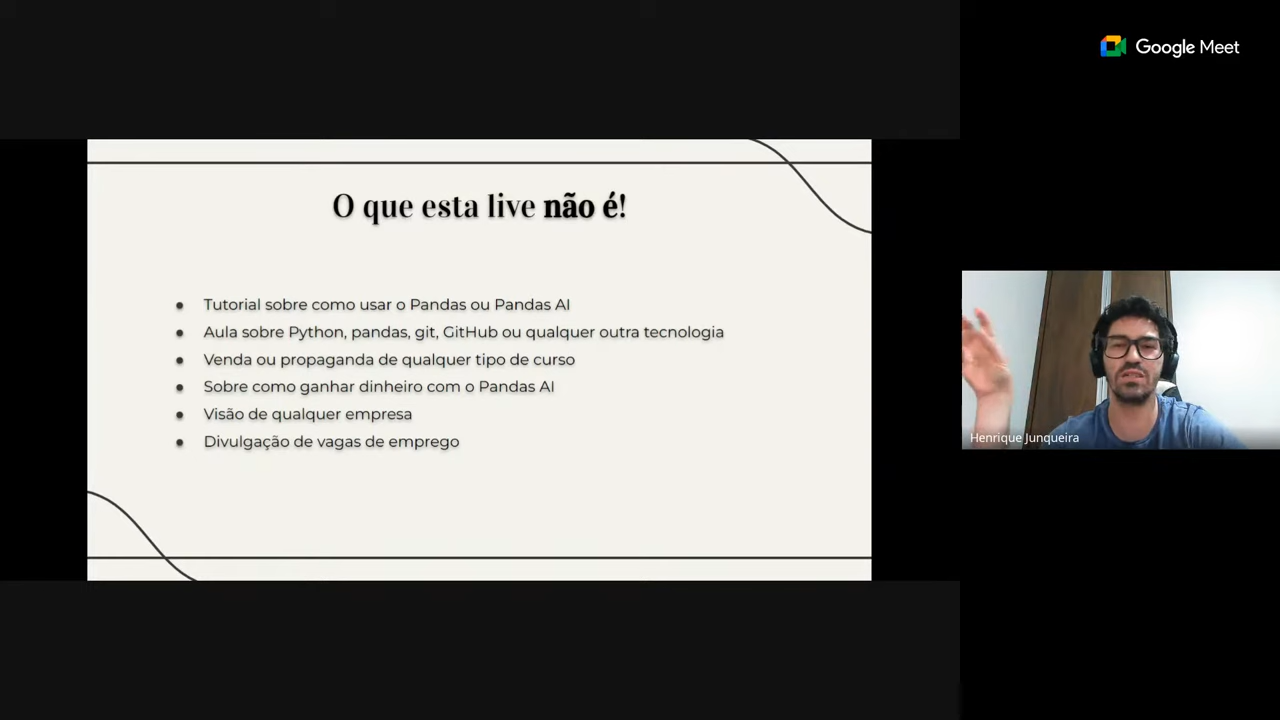 Google Meet
O que esta live não é!
● Tutorial sobre como usar o Pandas ou Pandas AI
● Aula sobre Python, pandas, git, GitHub ou qualquer outra tecnologia
● Venda ou propaganda de qualquer tipo de curso
● Sobre como ganhar dinheiro com o Pandas AI
● Visão de qualquer empresa
● Divulgação de vagas de emprego
Henrique Junqueira